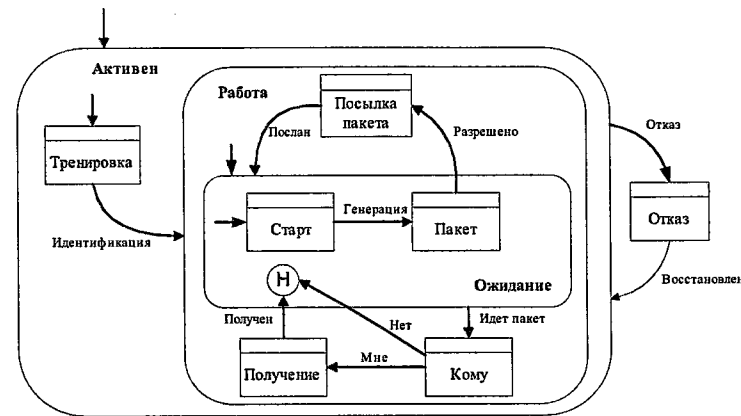 Активен
Работа
Посылка
пакета
Отказ
Послан
Разрешено
Тренировка
Генерация
Старт
Пакет
Отказ
Идентификация
Н
Ожидание
Восстановлен
Получен
Нет
Идет пакет
Мне
Получение
Кому